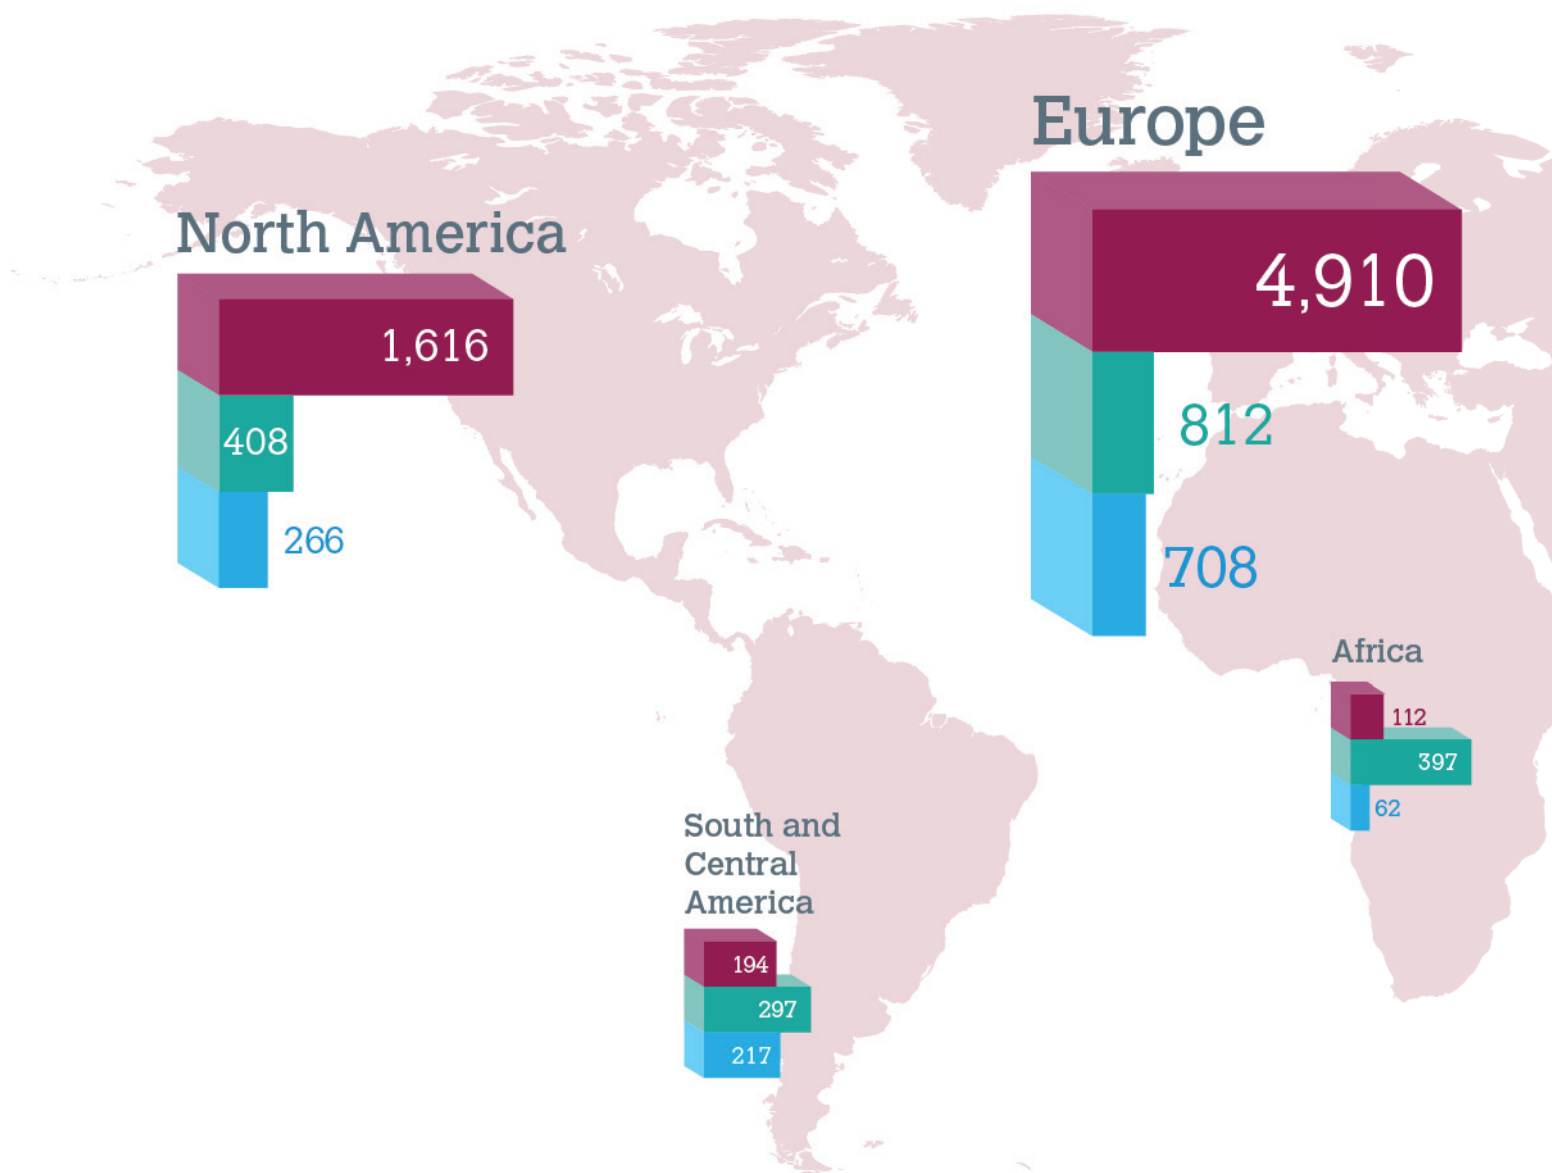 North America
1,616
408
266
Europe
4,910
812
708
Africa
112
397
62
South and
Central
America
194
297
217